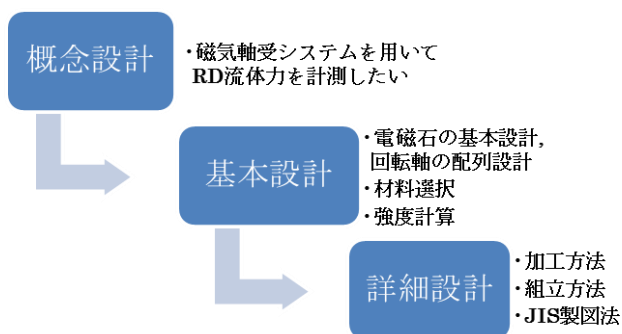 概念設計
・磁気軸受システムを用いて
RD流体力を計測したい
基本設計
・電磁石の基本設計,
回転軸の配列設計
・材料選択
・強度計算
詳細設計
・加工方法
・組立方法
・JIS製図法